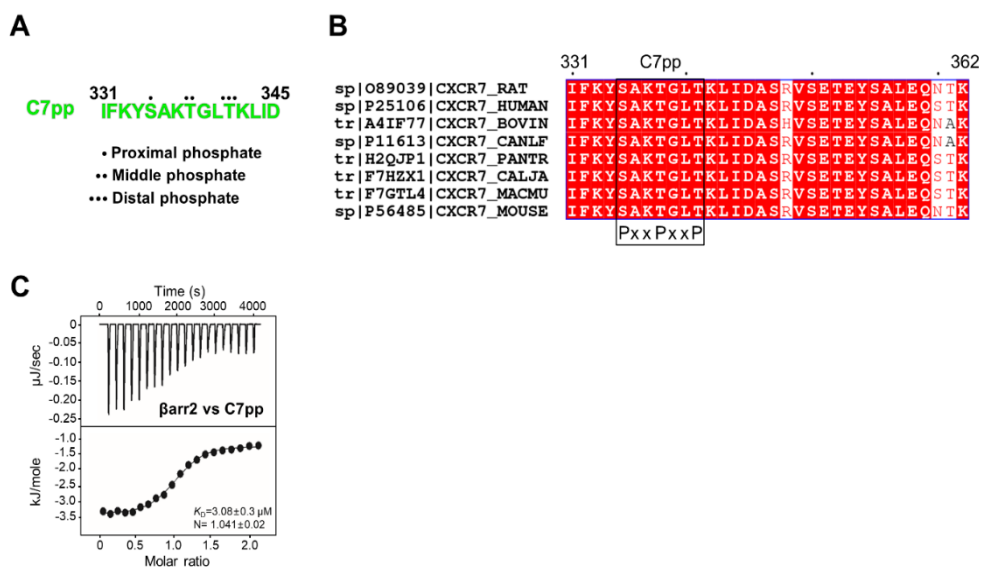 A
331 345
C7pp IFKYSAKTGLTKLID
• Proximal phosphate
•• Middle phosphate
••• Distal phosphate
B
331 C7pp 362
sp|O89039|CXCR7_RAT IFKYSAKTGLTKLIDASRVSETEYSALEQNTK
sp|P25106|CXCR7_HUMAN IFKYSAKTGLTKLIDASRVSETEYSALEQSTK
tr|A4IF77|CXCR7_BOVIN IFKYSAKTGLTKLIDASHVSETEYSALEQNAK
sp|P11613|CXCR7_CANLF IFKYSAKTGLTKLIDASRVSETEYSALEQNAK
tr|H2QJP1|CXCR7_PANTR IFKYSAKTGLTKLIDASRVSETEYSALEQSTK
tr|F7HZX1|CXCR7_CALJA IFKYSAKTGLTKLIDASRVSETEYSALEQSTK
tr|F7GTL4|CXCR7_MACMU IFKYSAKTGLTKLIDASRVSETEYSALEQSTK
sp|P56485|CXCR7_MOUSE IFKYSAKTGLTKLIDASRVSETEYSALEQNTK
PxxPxxP
C
Time (s)
0 1000 2000 3000 4000
0
-0.05
-0.10
-0.15
-0.20
-0.25
µJ/sec
βarr2 vs C7pp
-1.0
-1.5
-2.0
-2.5
-3.0
-3.5
kJ/mole
KD=3.08±0.3 µM
N= 1.041±0.02
0 0.5 1.0 1.5 2.0
Molar ratio